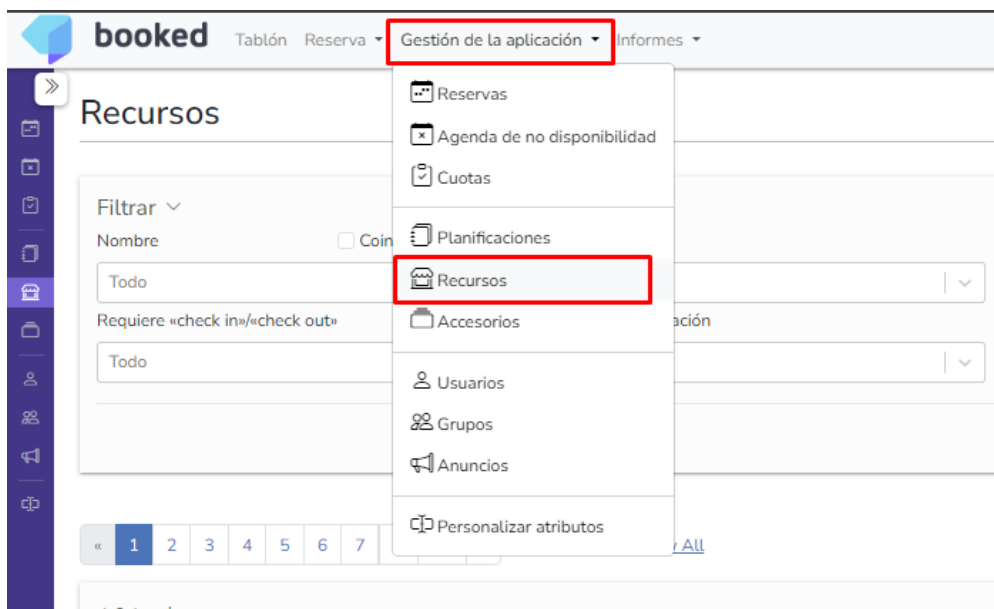 booked Tablón Reserva Gestión de la aplicación Informes
Recursos
Reservas
Agenda de no disponibilidad
Cuotas
Planificaciones
Recursos
Accesorios
Usuarios
Grupos
Anuncios
Personalizar atributos
Filtrar
Nombre
Todo
Requiere «check in»/«check out»
Todo
« 1 2 3 4 5 6 7 All